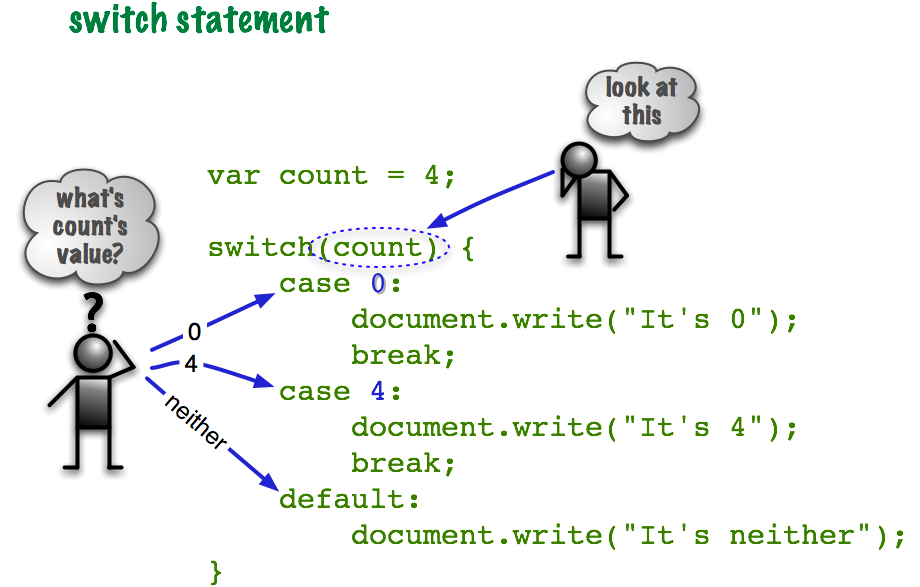 switch statement
look at
this
what's
count's
value?
?
var count = 4;
switch(count) {
case 0:
document.write("It's 0");
break;
case 4:
document.write("It's 4");
break;
default:
document.write("It's neither");
}
0
4
neither